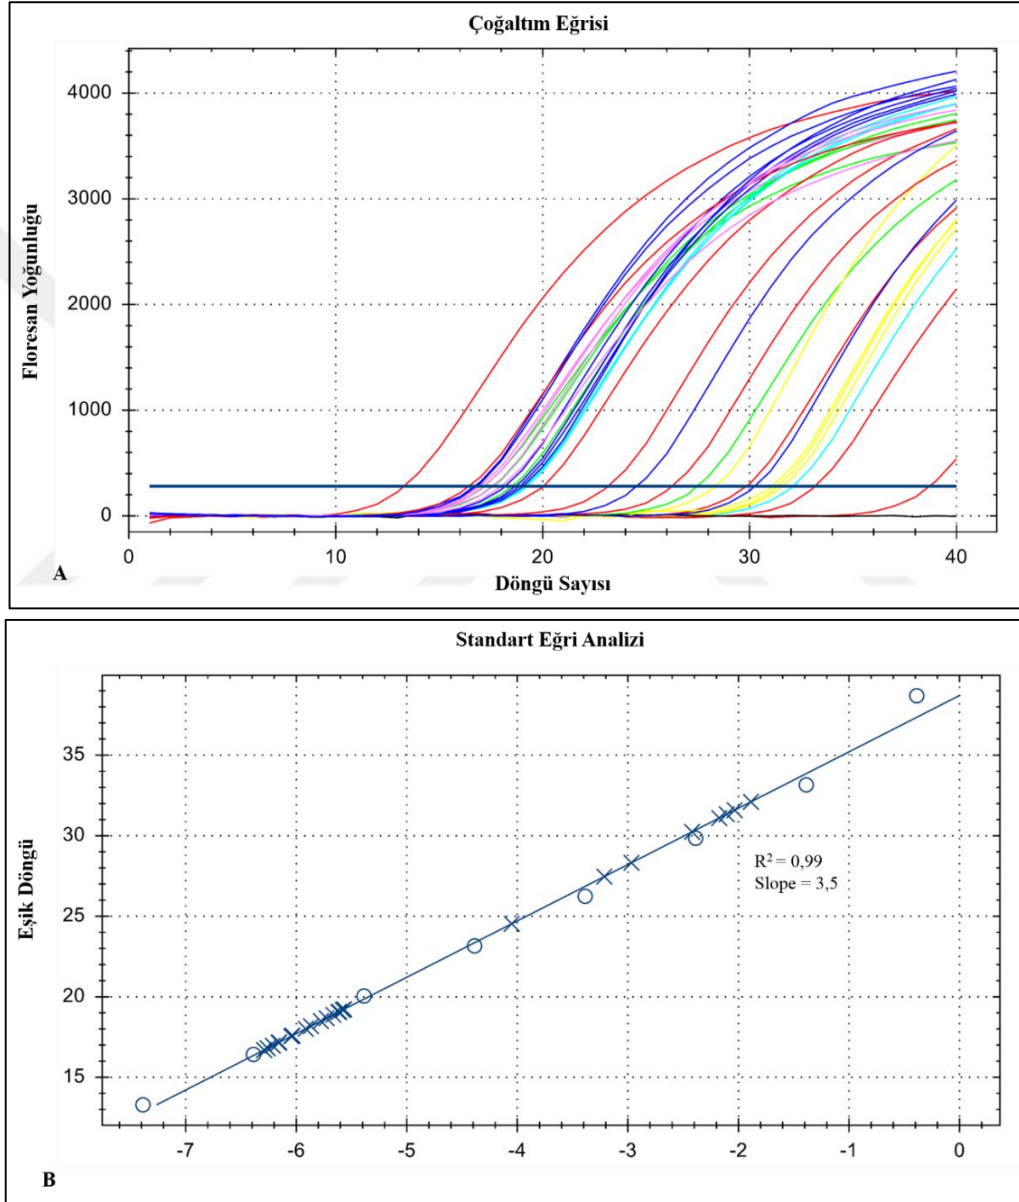 Çoğaltım Eğrisi
4000
3000
2000
1000
0
0 10 20 30 40
Floresan Yoğunluğu
Döngü Sayısı
A
Standart Eğri Analizi
35
30
25
20
15
R² = 0,99
Slope = 3,5
-7 -6 -5 -4 -3 -2 -1 0
Eşik Döngü
B